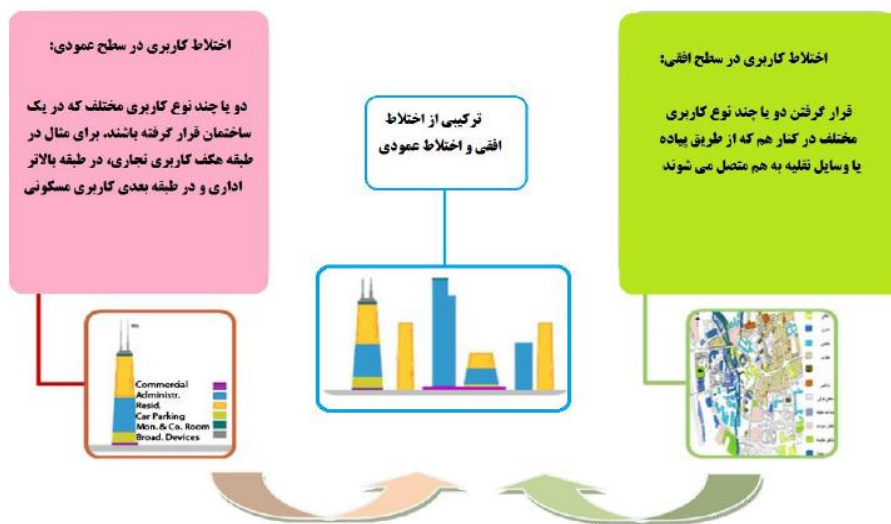 اختلاط کاربری در سطح افقی:
قرار گرفتن دو یا چند نوع کاربری
مختلف در کنار هم که از طریق پیاده
یا وسایل نقلیه به هم متصل می شوند
ترکیبی از اختلاط
افقی و اختلاط عمودی
اختلاط کاربری در سطح عمودی:
دو یا چند نوع کاربری مختلف که در یک
ساختمان قرار گرفته باشند. برای مثال در
طبقه هکف کاربری تجاری، در طبقه بالاتر
اداری و در طبقه بعدی کاربری مسکونی
Commercial
Administr.
Resid.
Car Parking
Mon. & Co. Room
Broad. Devices